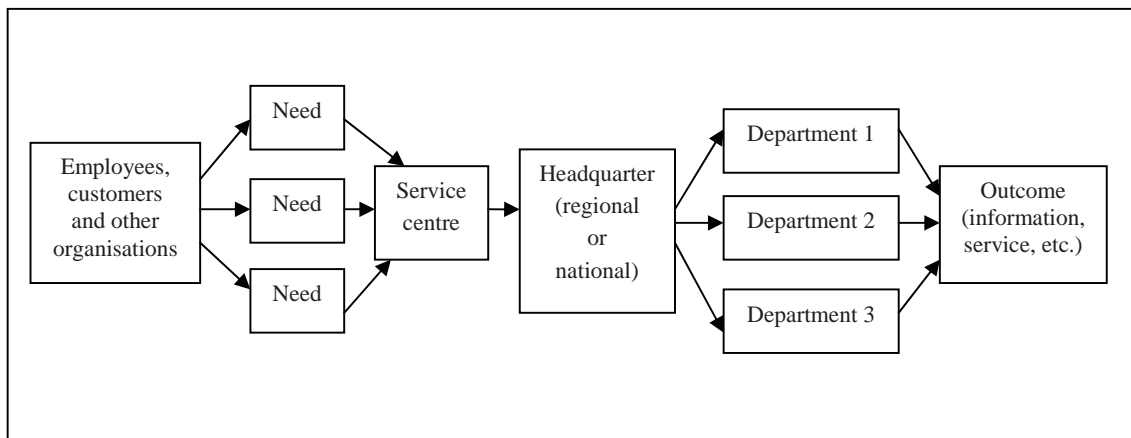 Employees,
customers
and other
organisations
Need
Need
Need
Service
centre
Headquarter
(regional
or
national)
Department 1
Department 2
Department 3
Outcome
(information,
service, etc.)